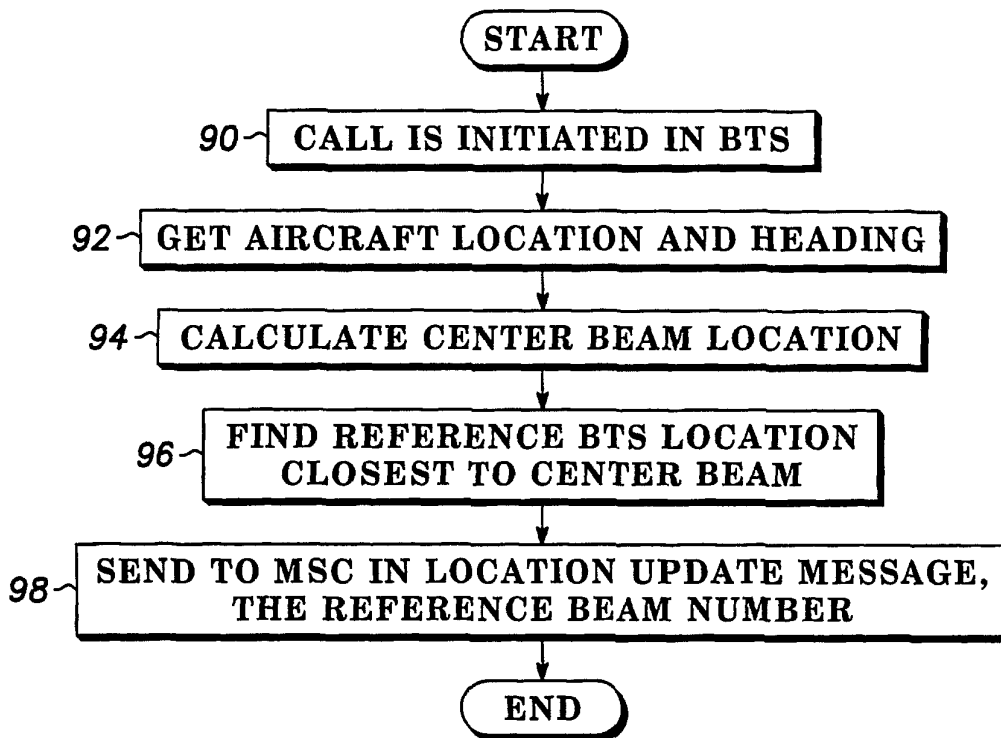 START
90 CALL IS INITIATED IN BTS
92 GET AIRCRAFT LOCATION AND HEADING
94 CALCULATE CENTER BEAM LOCATION
96 FIND REFERENCE BTS LOCATION
CLOSEST TO CENTER BEAM
98 SEND TO MSC IN LOCATION UPDATE MESSAGE,
THE REFERENCE BEAM NUMBER
END